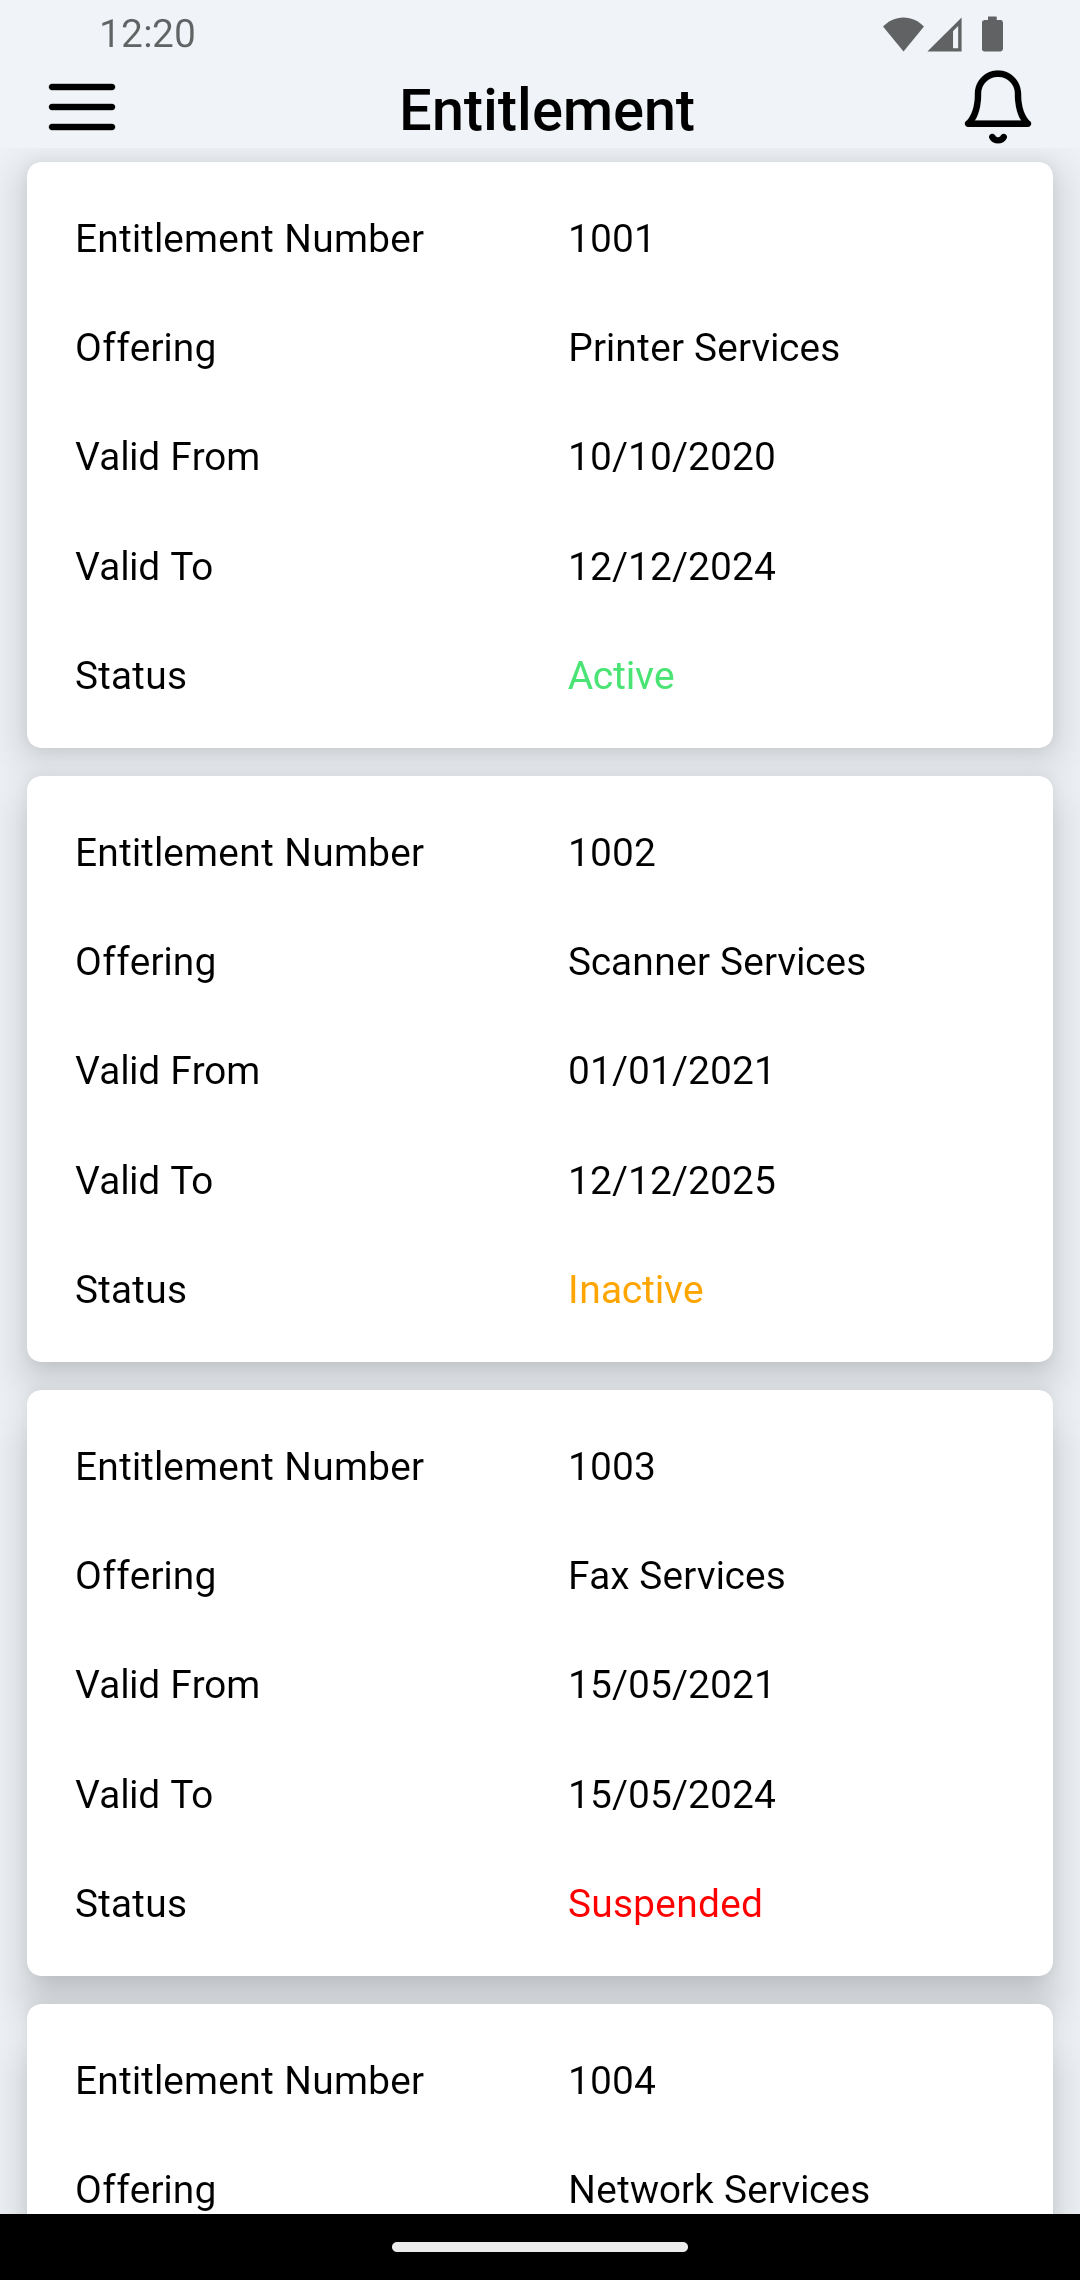 12:20
Entitlement
Entitlement Number 1001
Offering Printer Services
Valid From 10/10/2020
Valid To 12/12/2024
Status Active
Entitlement Number 1002
Offering Scanner Services
Valid From 01/01/2021
Valid To 12/12/2025
Status Inactive
Entitlement Number 1003
Offering Fax Services
Valid From 15/05/2021
Valid To 15/05/2024
Status Suspended
Entitlement Number 1004
Offering Network Services